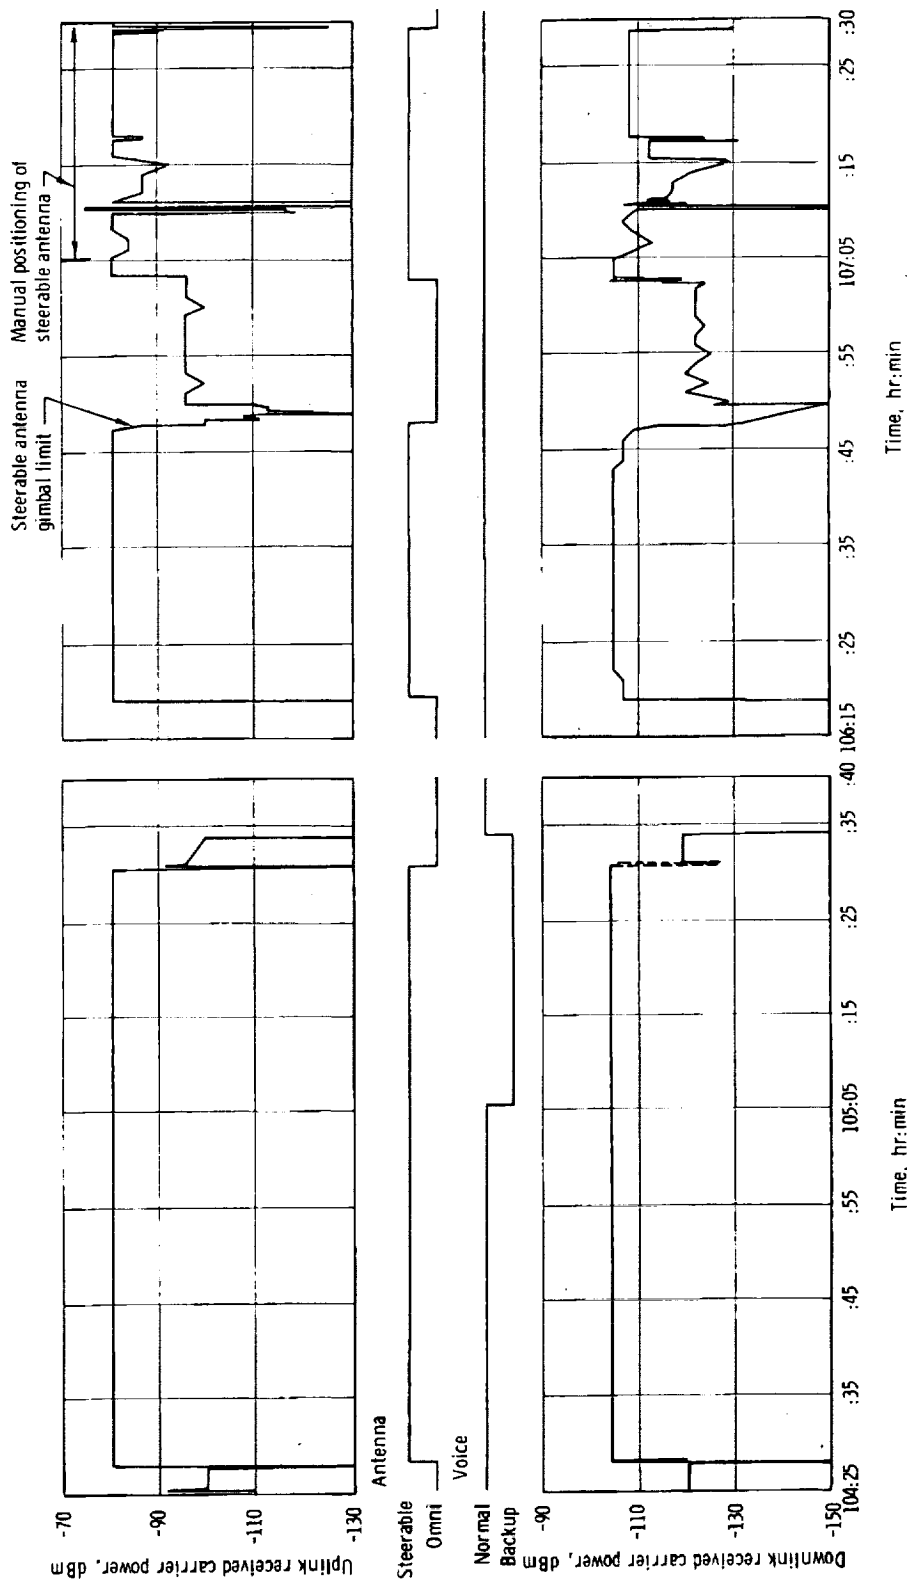 Steerable antenna
gimbal limit
Manual positioning of
steerable antenna
Uplink received carrier power, dBm
-70
-90
-110
-130
Antenna
Steerable
Omni
Voice
Normal
Backup
Downlink received carrier power, dBm
-90
-110
-130
-150
104:25
:35
:45
:55
105:05
:15
:25
:35
:40
Time, hr:min
106:15
:25
:35
:45
:55
107:05
:15
:25
:30
Time, hr:min